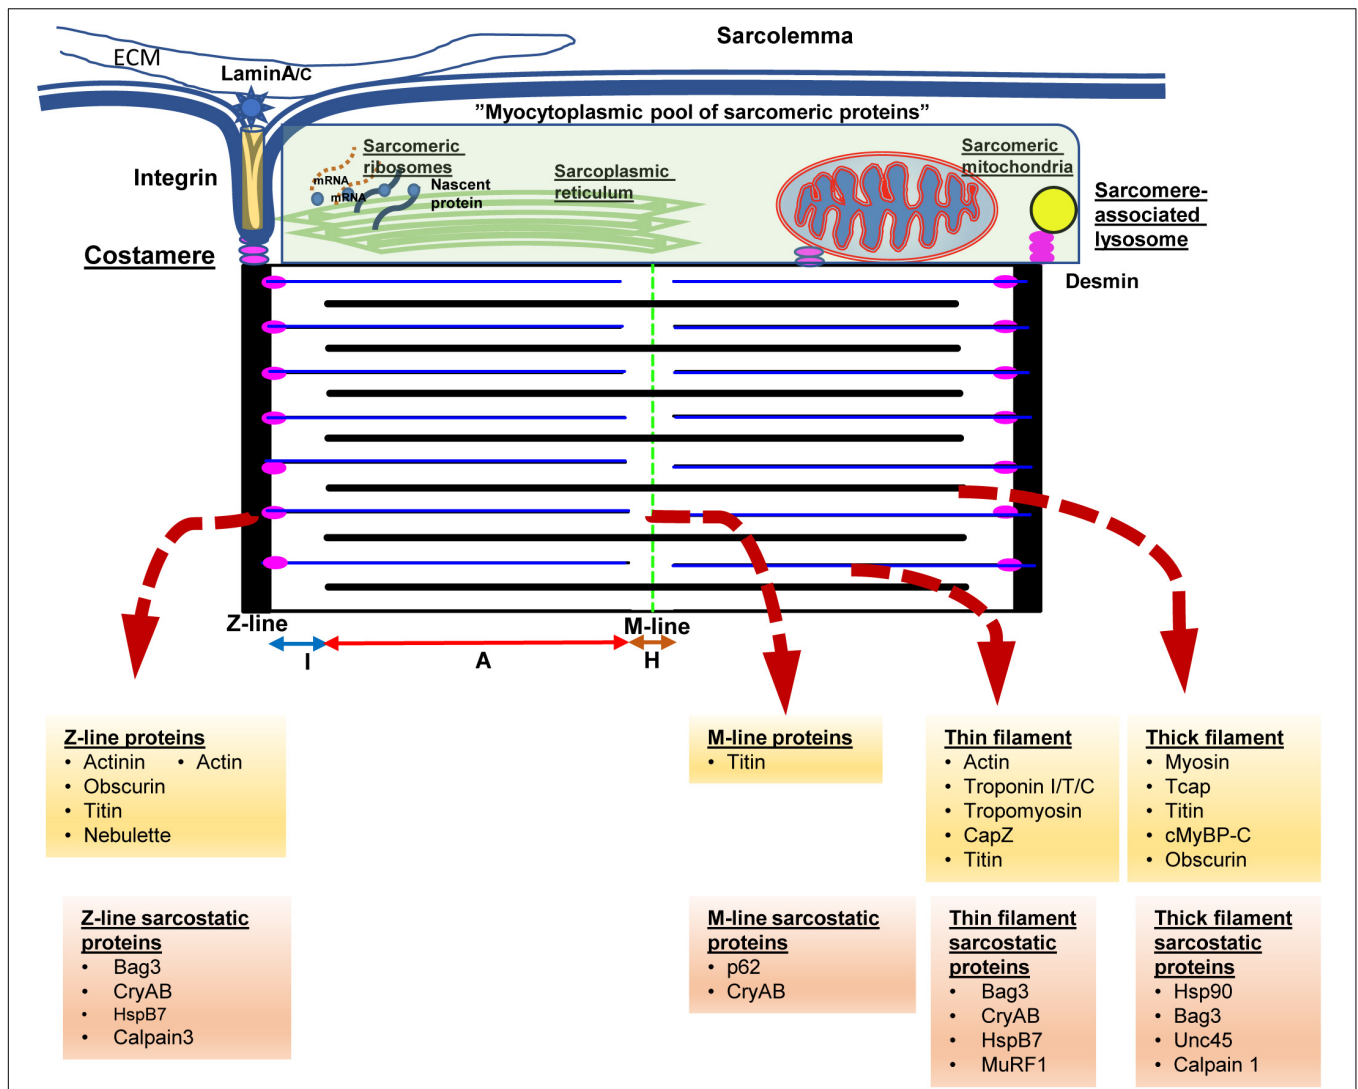 Sarcolemma
ECM
LaminA/C
”Myocytoplasmic pool of sarcomeric proteins”
Sarcomeric
ribosomes
mRNA
mRNA
Nascent
protein
Sarcoplasmic
reticulum
Sarcomeric
mitochondria
Integrin
Sarcomere-
associated
lysosome
Costamere
Desmin
Z-line
M-line
I
A
H
Z-line proteins
• Actinin • Actin
• Obscurin
• Titin
• Nebulette
M-line proteins
• Titin
Thin filament
• Actin
• Troponin I/T/C
• Tropomyosin
• CapZ
• Titin
Thick filament
• Myosin
• Tcap
• Titin
• cMyBP-C
• Obscurin
Z-line sarcostatic
proteins
• Bag3
• CryAB
• HspB7
• Calpain3
M-line sarcostatic
proteins
• p62
• CryAB
Thin filament
sarcostatic
proteins
• Bag3
• CryAB
• HspB7
• MuRF1
Thick filament
sarcostatic
proteins
• Hsp90
• Bag3
• Unc45
• Calpain 1